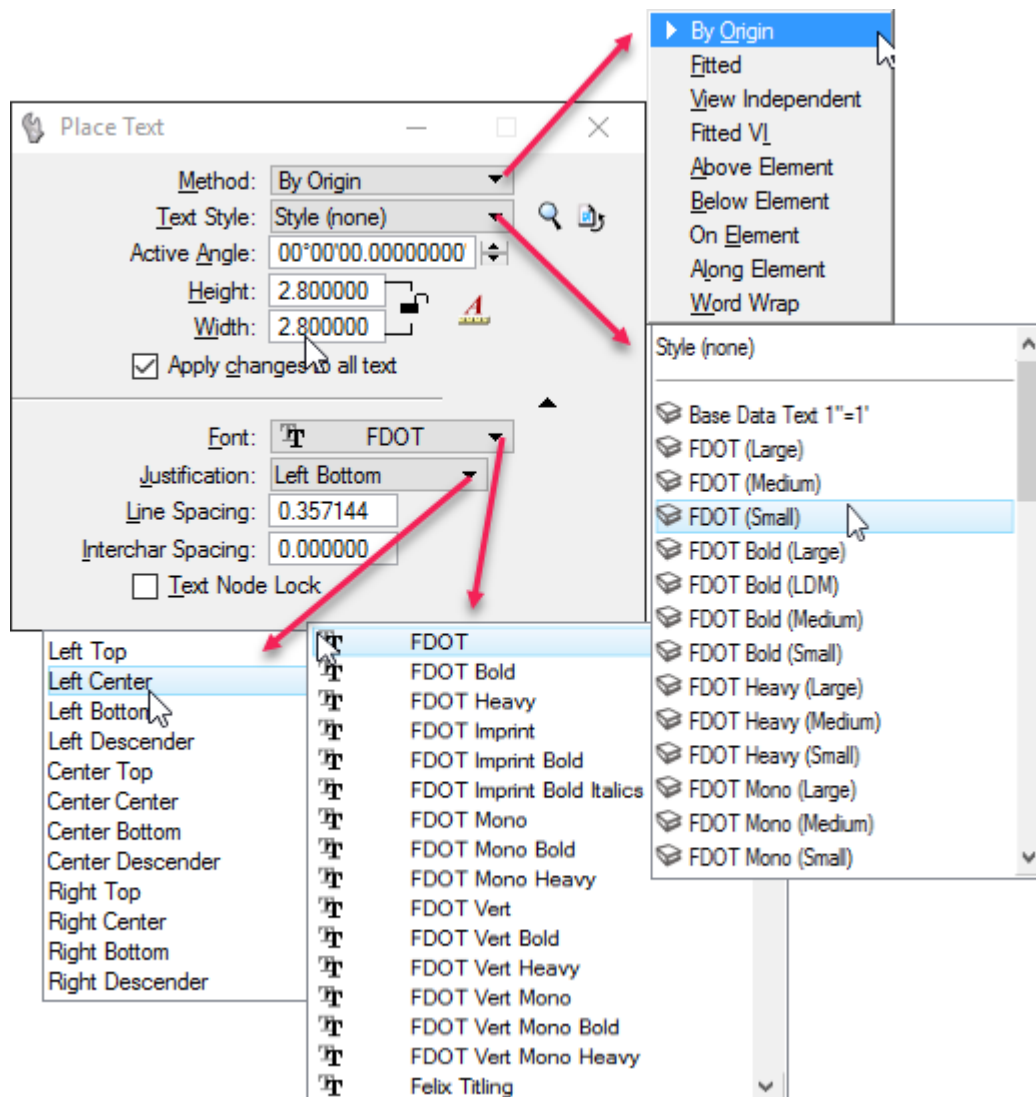 Place Text
Method: By Origin
Text Style: Style (none)
Active Angle: 00°00'00.00000000'
Height: 2.800000
Width: 2.800000
Apply changes to all text
Font: FDOT
Justification: Left Bottom
Line Spacing: 0.357144
Interchar Spacing: 0.000000
Text Node Lock
By Origin
Fitted
View Independent
Fitted VI
Above Element
Below Element
On Element
Along Element
Word Wrap
Style (none)
Base Data Text 1"=1'
FDOT (Large)
FDOT (Medium)
FDOT (Small)
FDOT Bold (Large)
FDOT Bold (LDM)
FDOT Bold (Medium)
FDOT Bold (Small)
FDOT Heavy (Large)
FDOT Heavy (Medium)
FDOT Heavy (Small)
FDOT Mono (Large)
FDOT Mono (Medium)
FDOT Mono (Small)
Left Top
Left Center
Left Bottom
Left Descender
Center Top
Center Center
Center Bottom
Center Descender
Right Top
Right Center
Right Bottom
Right Descender
FDOT
FDOT Bold
FDOT Heavy
FDOT Imprint
FDOT Imprint Bold
FDOT Imprint Bold Italics
FDOT Mono
FDOT Mono Bold
FDOT Mono Heavy
FDOT Vert
FDOT Vert Bold
FDOT Vert Heavy
FDOT Vert Mono
FDOT Vert Mono Bold
FDOT Vert Mono Heavy
Felix Titling